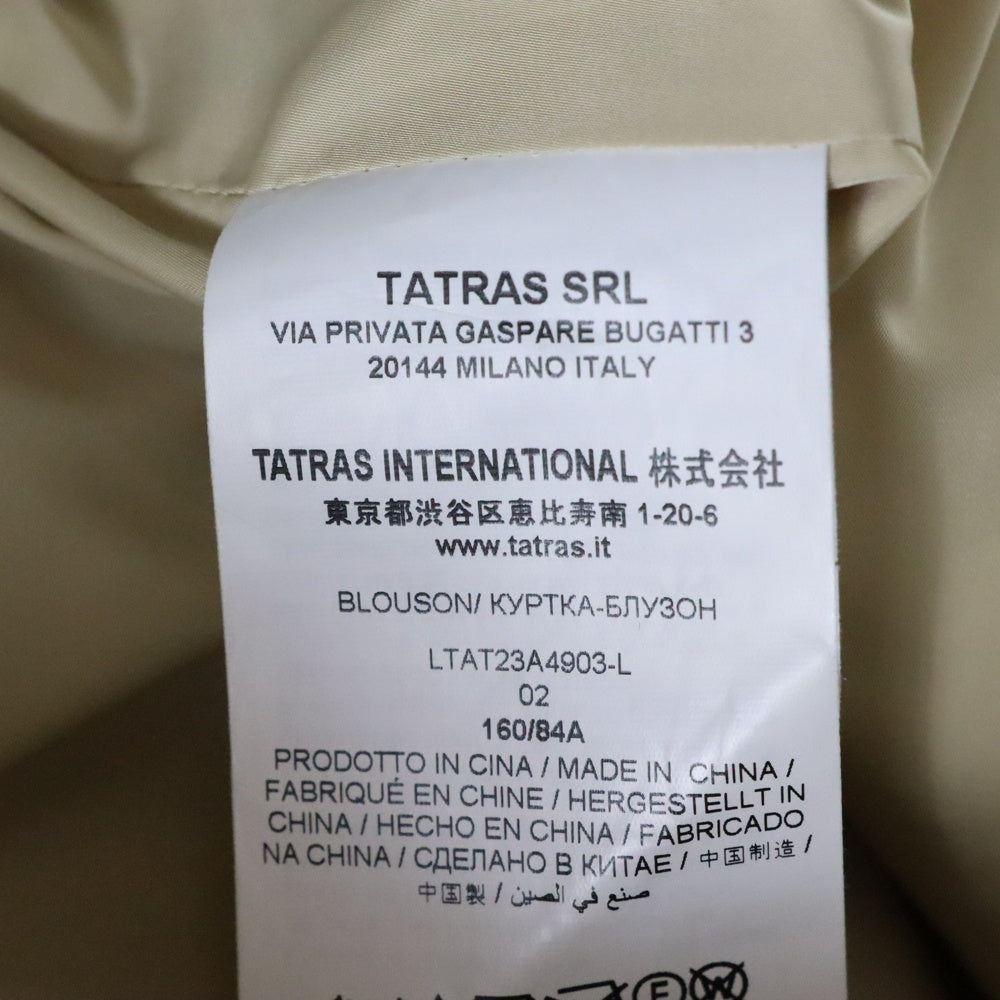 TATRAS SRL
VIA PRIVATA GASPARE BUGATTI 3
20144 MILANO ITALY
TATRAS INTERNATIONAL 株式会社
東京都渋谷区恵比寿南 1-20-6
www.tatras.it
BLOUSON/ КУРТКА-БЛУЗОН
LTAT23A4903-L
02
160/84A
PRODOTTO IN CINA / MADE IN CHINA /
FABRIQUÉ EN CHINE / HERGESTELLT IN
CHINA / HECHO EN CHINA / FABRICADO
NA CHINA / СДЕЛАНО В КИТАЕ / 中国制造 /
中国製 / صنع في الصين
F W